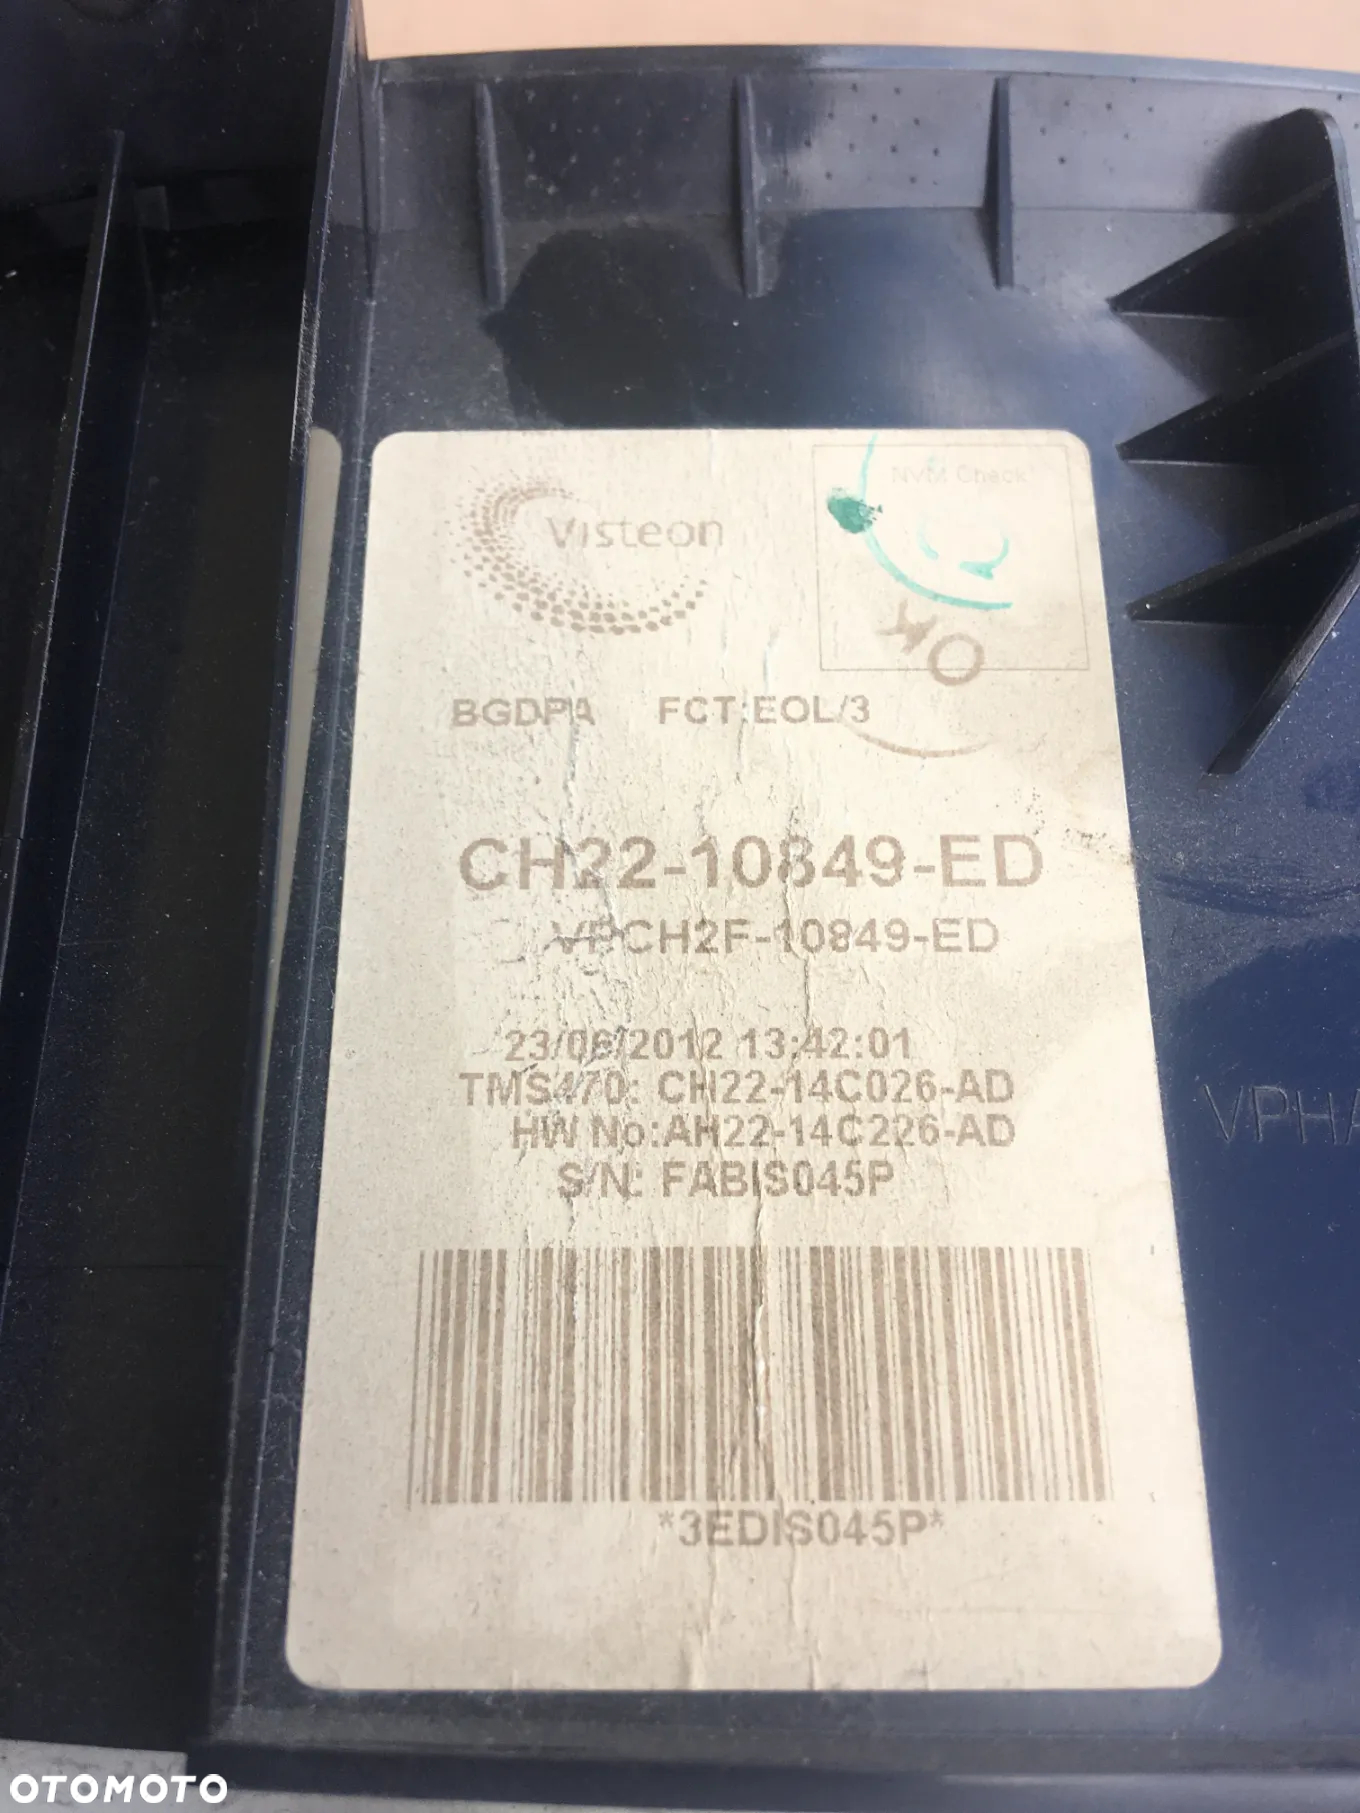 Visteon
NVM Check
OK
BGDPA FCT:EOL/3
CH22-10849-ED
VPCH2F-10849-ED
23/06/2012 13:42:01
TMS470: CH22-14C026-AD
HW No:AH22-14C226-AD
S/N: FABIS045P
*3EDIS045P*
VPHA
OTOMOTO